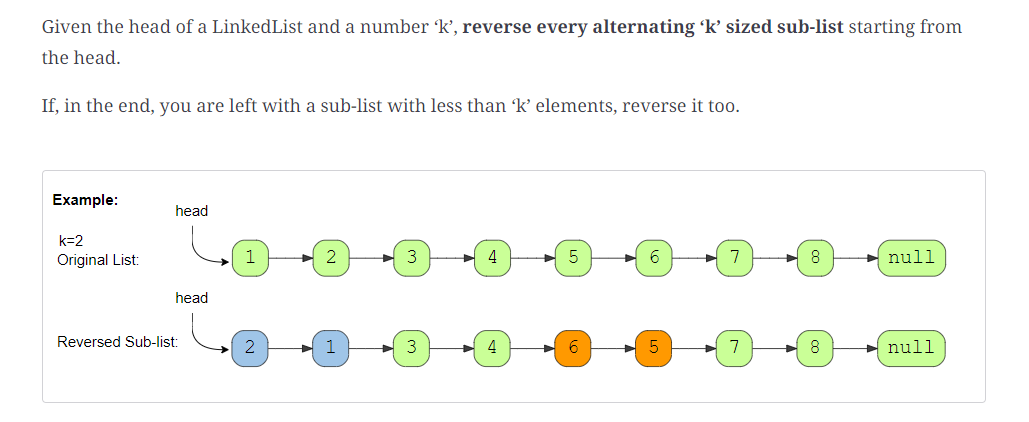 Given the head of a LinkedList and a number ‘k’, reverse every alternating ‘k’ sized sub-list starting from
the head.
If, in the end, you are left with a sub-list with less than ‘k’ elements, reverse it too.
Example:
head
k=2
Original List:
1 2 3 4 5 6 7 8 null
head
Reversed Sub-list:
2 1 3 4 6 5 7 8 null